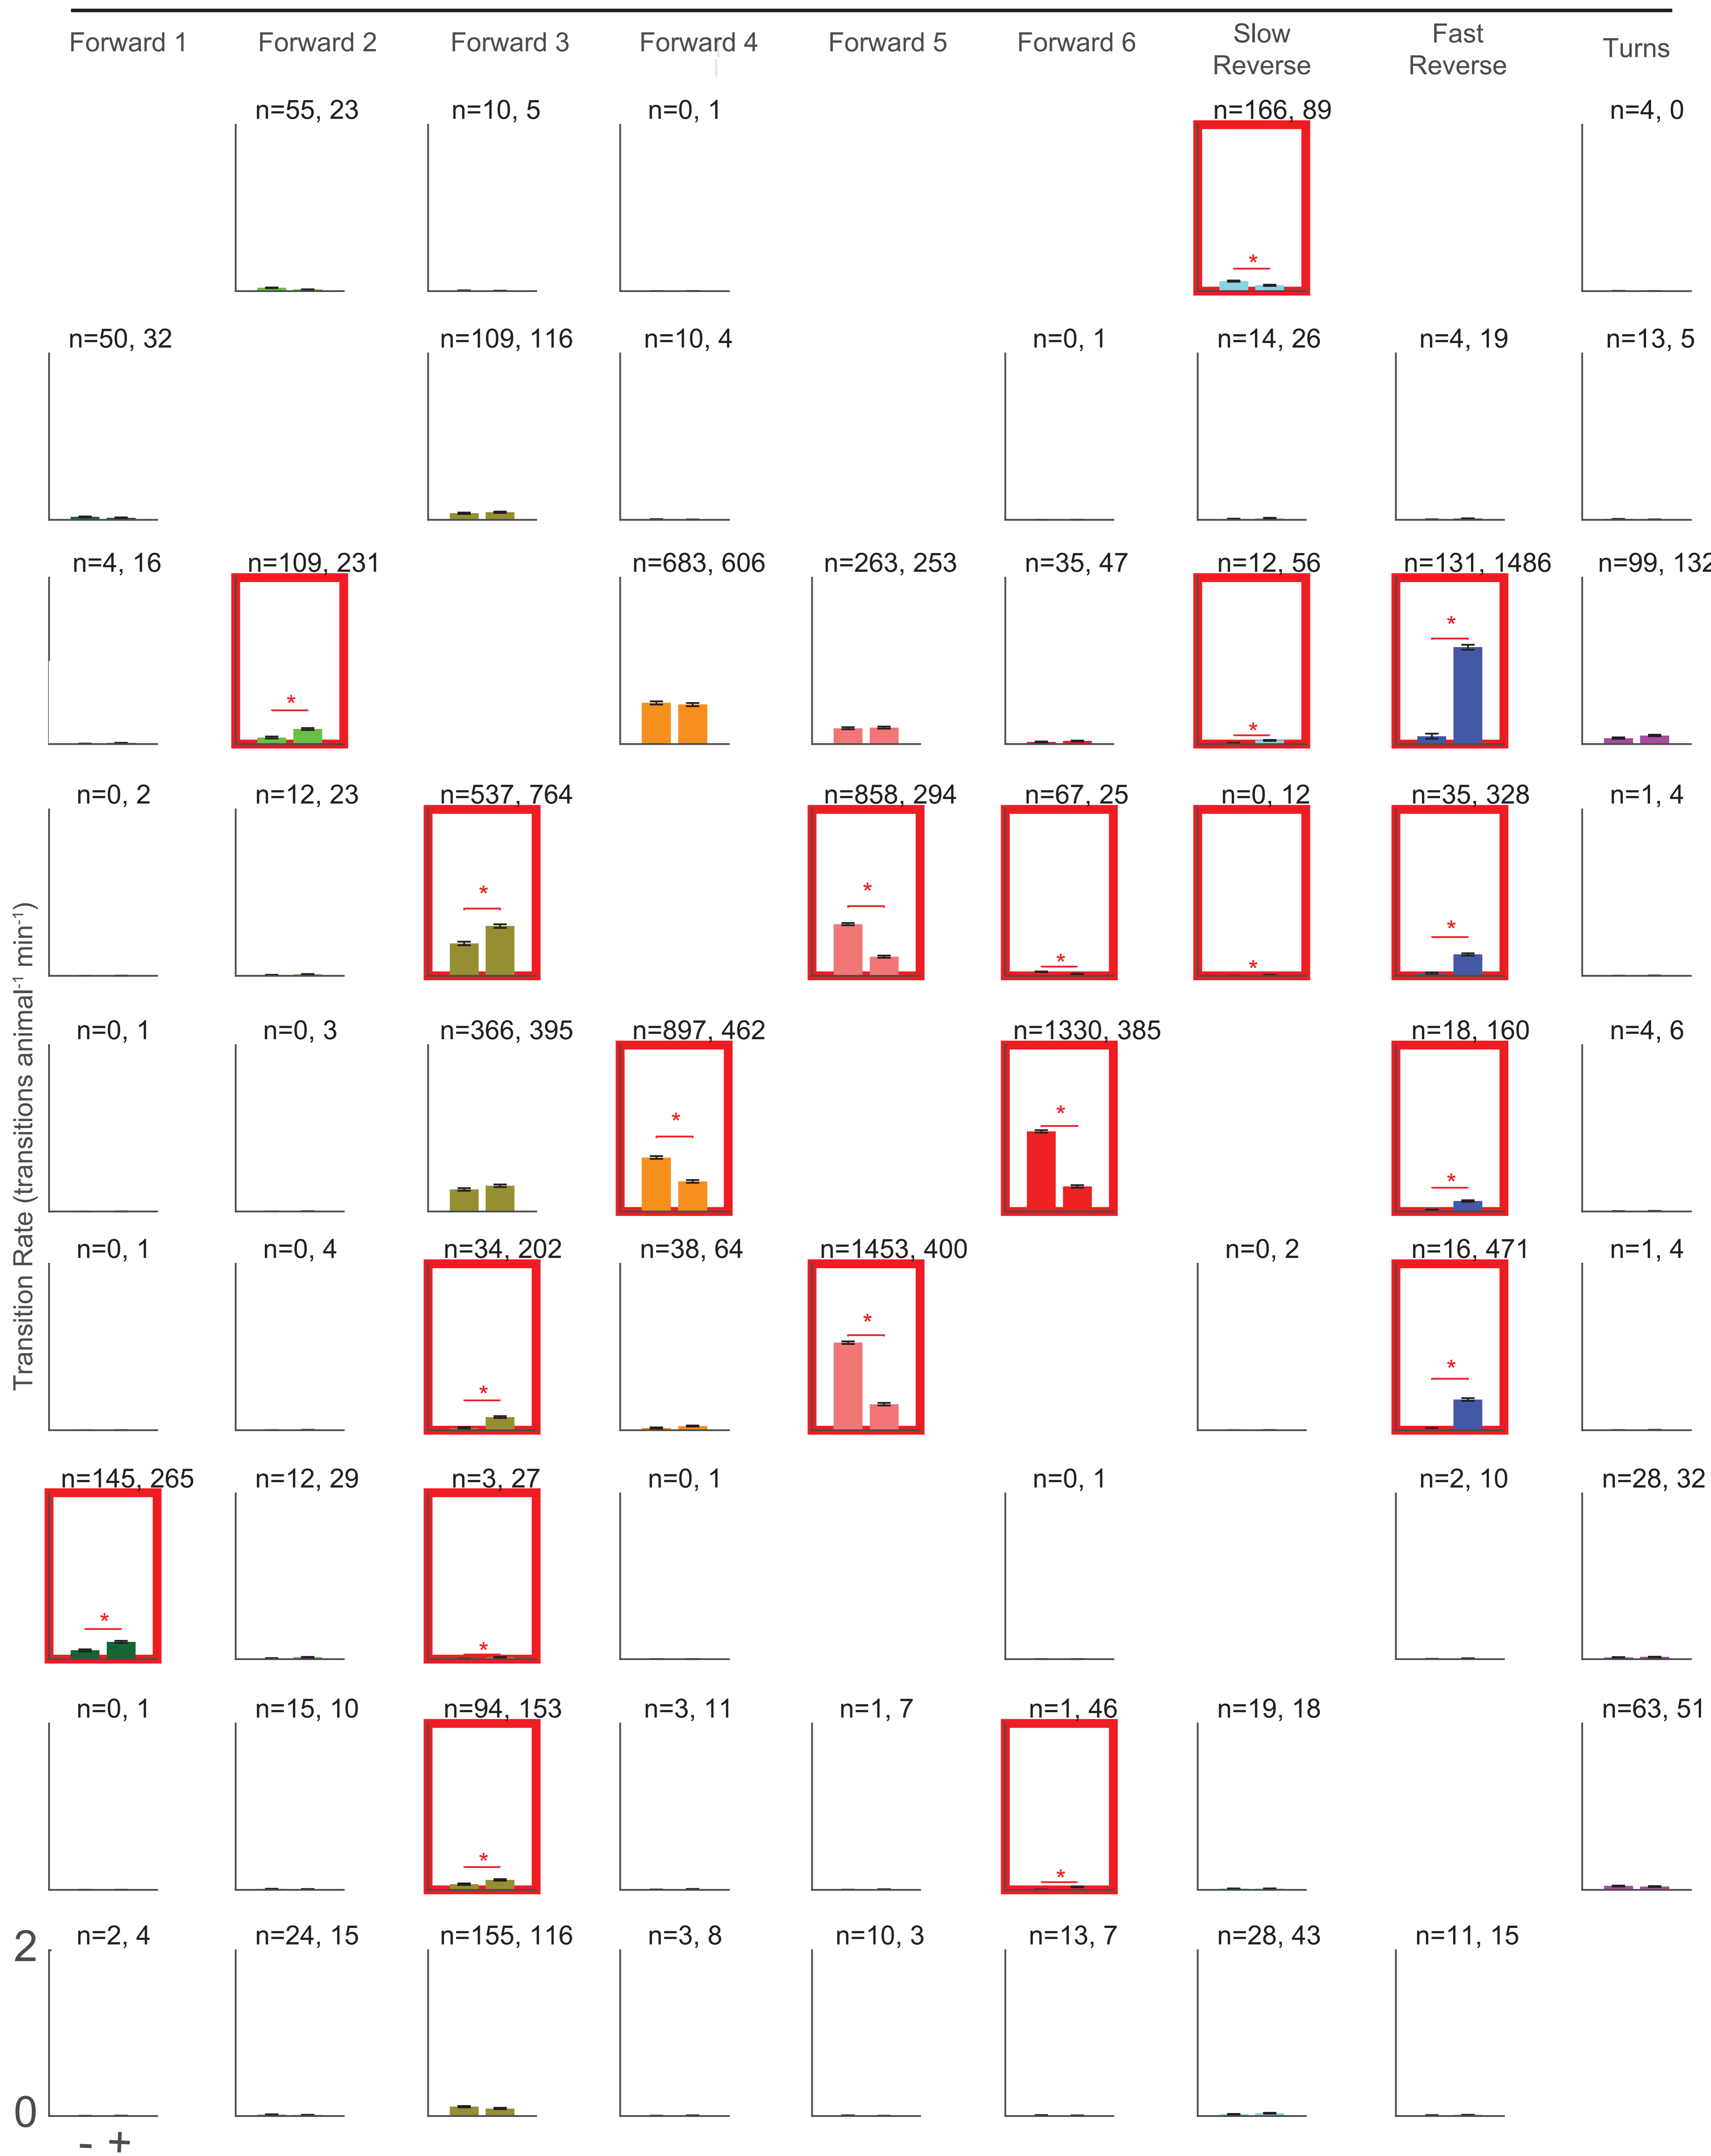 Forward 1 Forward 2 Forward 3 Forward 4 Forward 5 Forward 6 Slow Reverse Fast Reverse Turns
n=55, 23 n=10, 5 n=0, 1 n=166, 89 n=4, 0
*
n=50, 32 n=109, 116 n=10, 4 n=0, 1 n=14, 26 n=4, 19 n=13, 5
n=4, 16 n=109, 231 n=683, 606 n=263, 253 n=35, 47 n=12, 56 n=131, 1486 n=99, 132
* * *
n=0, 2 n=12, 23 n=537, 764 n=858, 294 n=67, 25 n=0, 12 n=35, 328 n=1, 4
* * * * *
n=0, 1 n=0, 3 n=366, 395 n=897, 462 n=1330, 385 n=18, 160 n=4, 6
* * *
n=0, 1 n=0, 4 n=34, 202 n=38, 64 n=1453, 400 n=0, 2 n=16, 471 n=1, 4
* * *
n=145, 265 n=12, 29 n=3, 27 n=0, 1 n=0, 1 n=2, 10 n=28, 32
* *
n=0, 1 n=15, 10 n=94, 153 n=3, 11 n=1, 7 n=1, 46 n=19, 18 n=63, 51
* *
n=2, 4 n=24, 15 n=155, 116 n=3, 8 n=10, 3 n=13, 7 n=28, 43 n=11, 15
2
0
- +
Transition Rate (transitions animal-1 min-1)